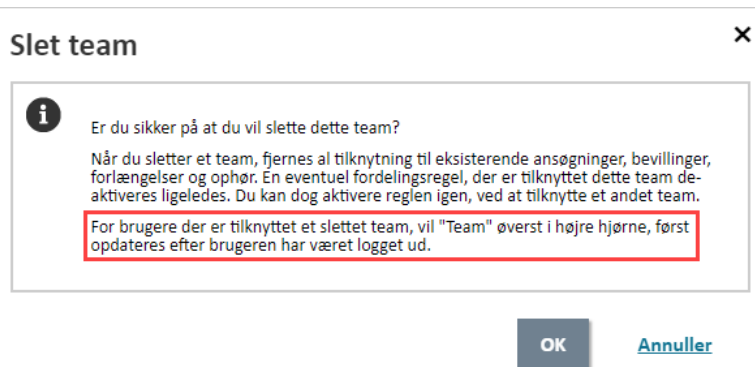 Slet team
Er du sikker på at du vil slette dette team?
Når du sletter et team, fjernes al tilknytning til eksisterende ansøgninger, bevillinger,
forlængelser og ophør. En eventuel fordelingsregel, der er tilknyttet dette team de-
aktiveres ligeledes. Du kan dog aktivere reglen igen, ved at tilknytte et andet team.
For brugere der er tilknyttet et slettet team, vil "Team" øverst i højre hjørne, først
opdateres efter brugeren har været logget ud.
OK Annuller